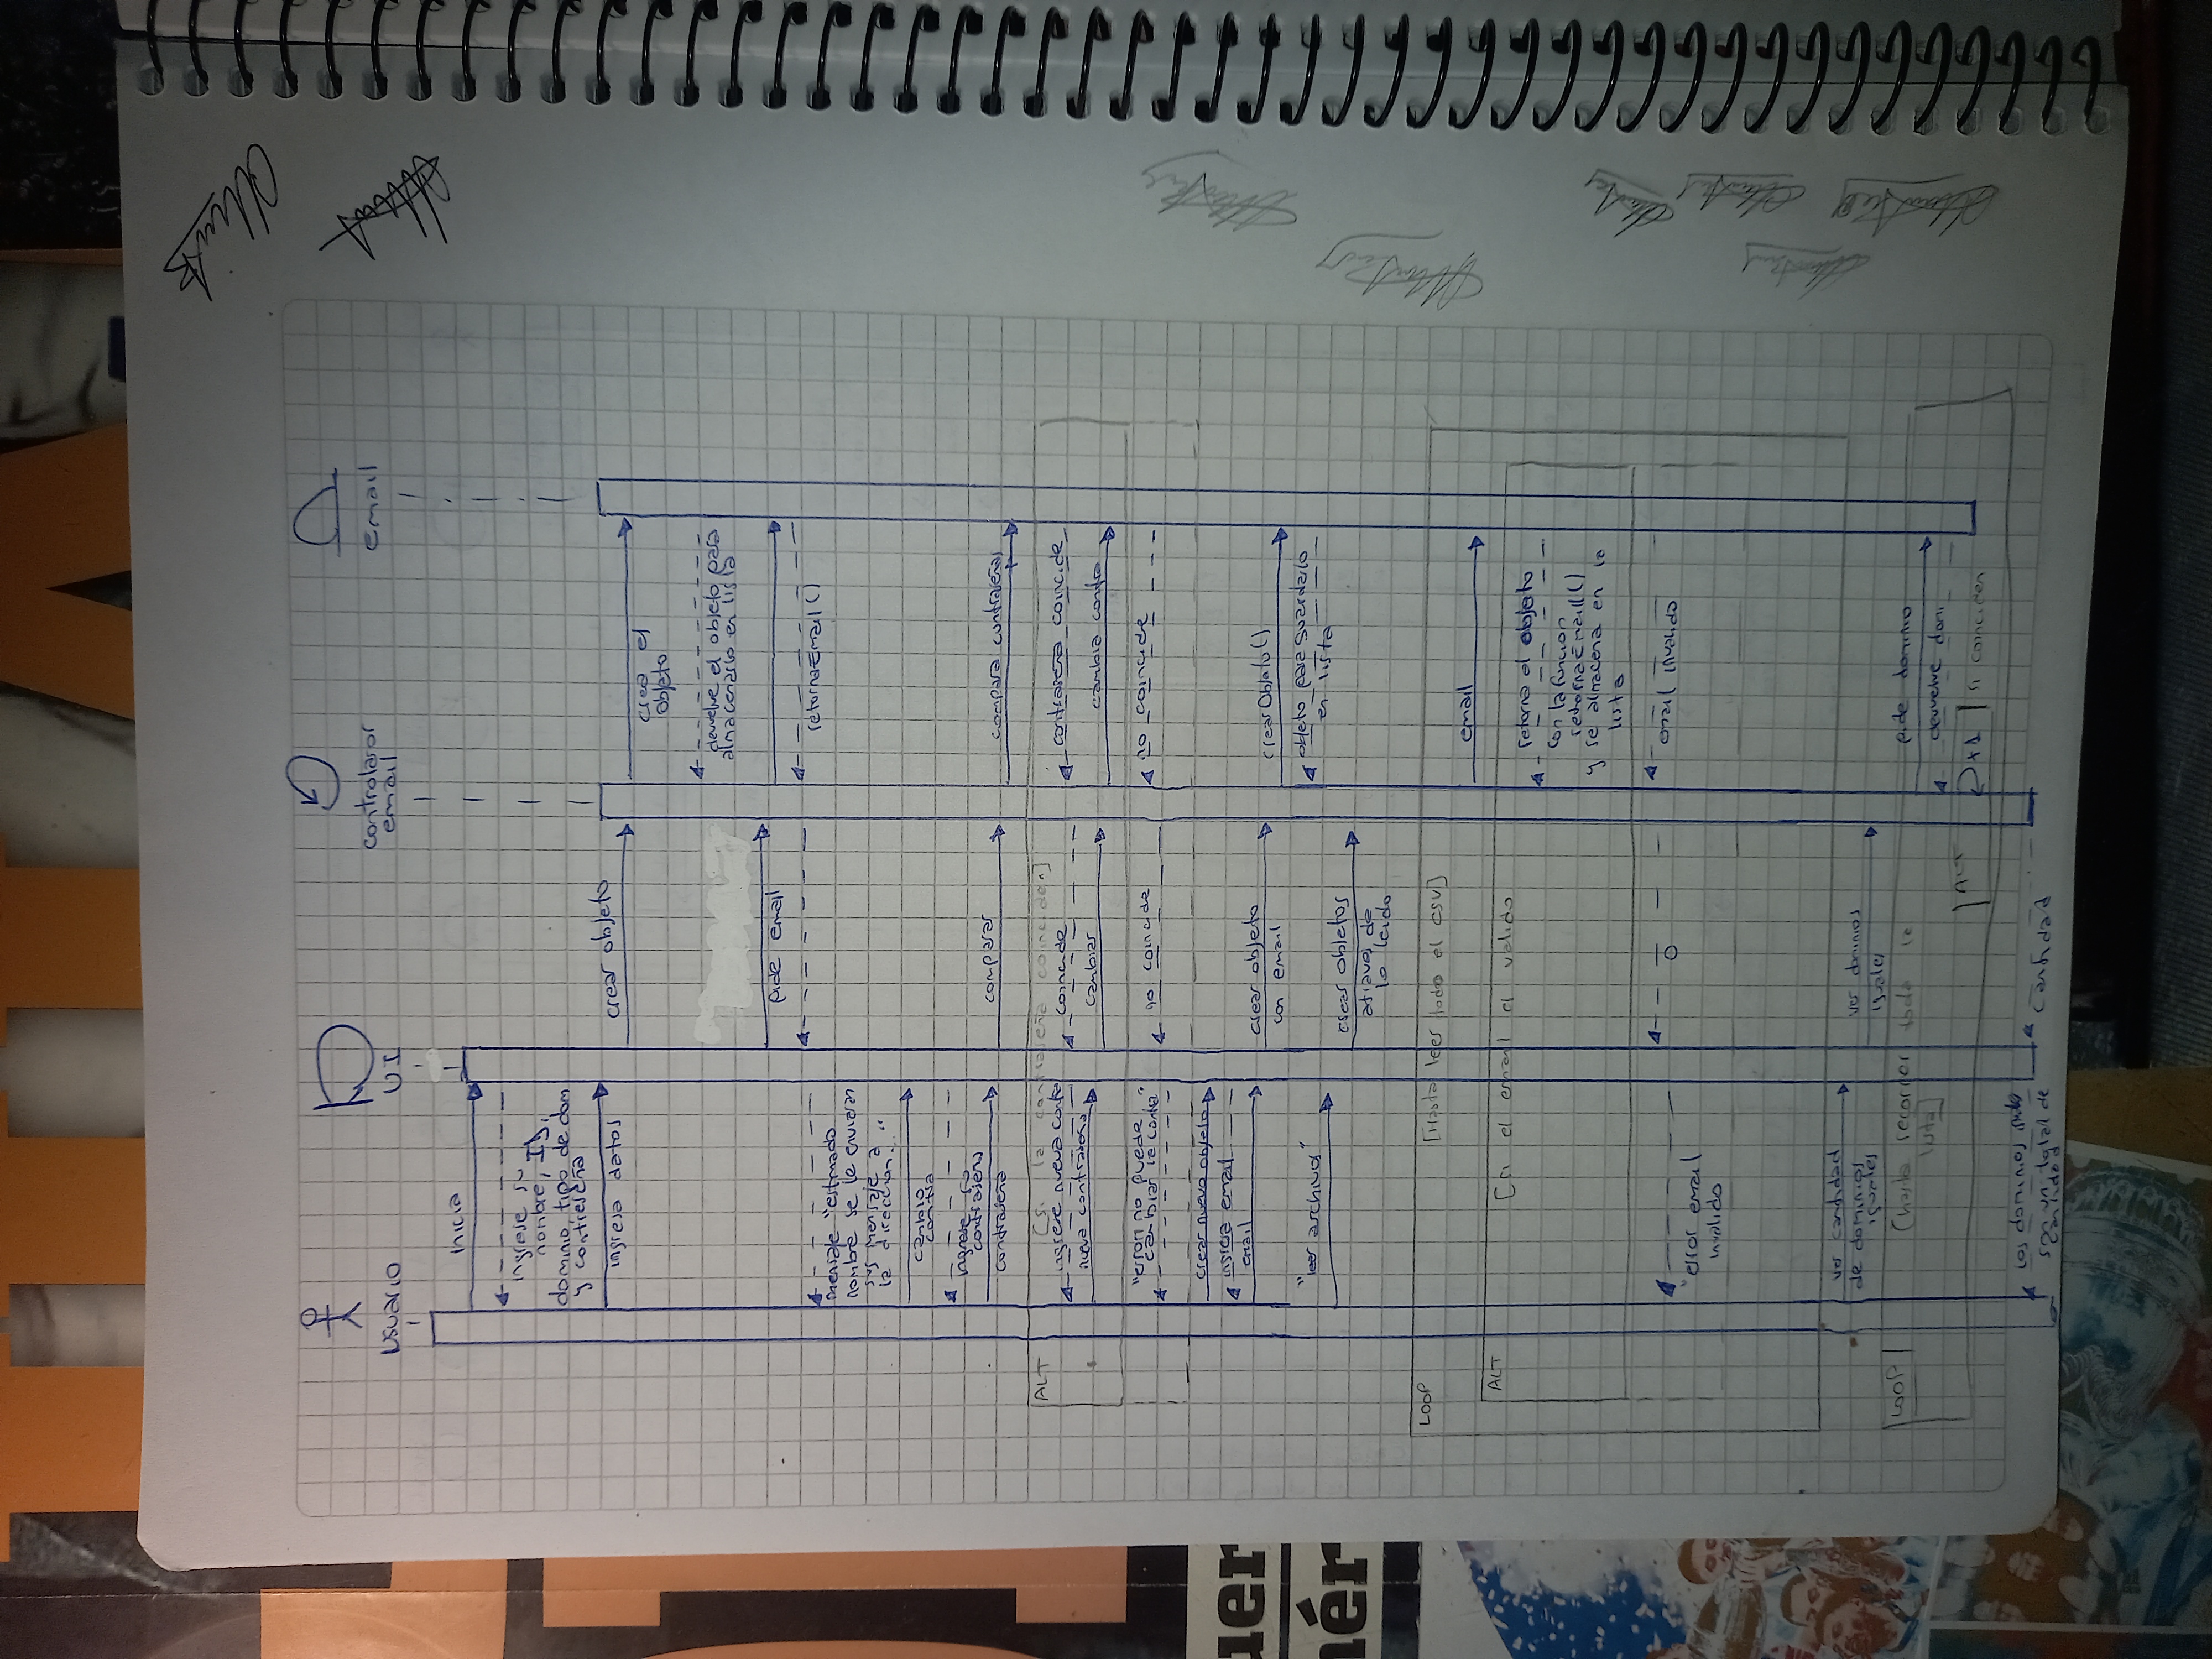 Usuario
UI
controlador
email
email
inicia
ingrese su
nombre, ID,
dominio, tipo de dom
y contraseña
ingresa datos
crear objeto
crea el
objeto
devuelve el objeto para
almacenarlo en lista
pide email
retornaEmail()
mensaje "estimado
nombre se le enviaran
sus mensaje a
la direccion..."
cambio
contra
ingrese su
contraseña
contraseña
comparar
compara contraseñas
ALT
[si la contraseña coinciden]
ingrese nueva contra
coincide
contraseña coincide
nueva contraseña
cambiar
cambia contra
"error: no puede
cambiar la contra"
no coincide
no coincide
crear nuevo objeto
ingresa email
email
crear objeto
con email
crearObjeto()
objeto para guardarlo
en lista
"leer archivo"
crear objetos
atravos de
lo leido
LOOP
[Hasta leer todo el csv]
email
ALT
[si el email el valido
retorna el objeto
con la funcion
retornaEmail()
y se almacena en la
lista
0
email invalido
"error email
invalido
ver cantidad
de dominios
iguales
ver dominios
iguales
LOOP
[hasta recorrer toda la
lista]
pide dominio
devuelve domi
ALT
+1
si coinciden
los dominios
son un total de
cantidad
cantidad
uer
nér